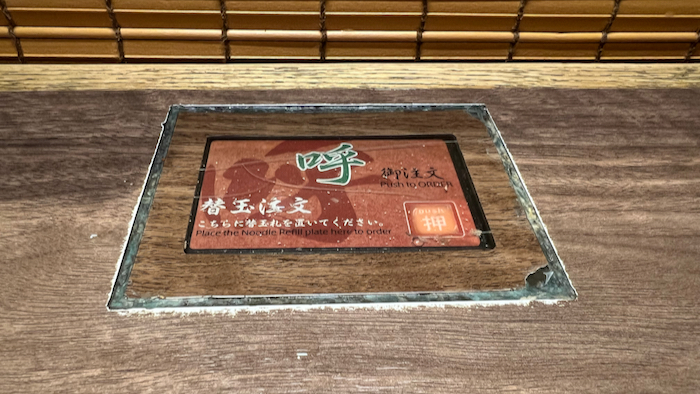 呼
御注文
Push to ORDER
替玉注文
こちらに替玉札を置いてください。
Place the Noodle Refill plate here to order
押